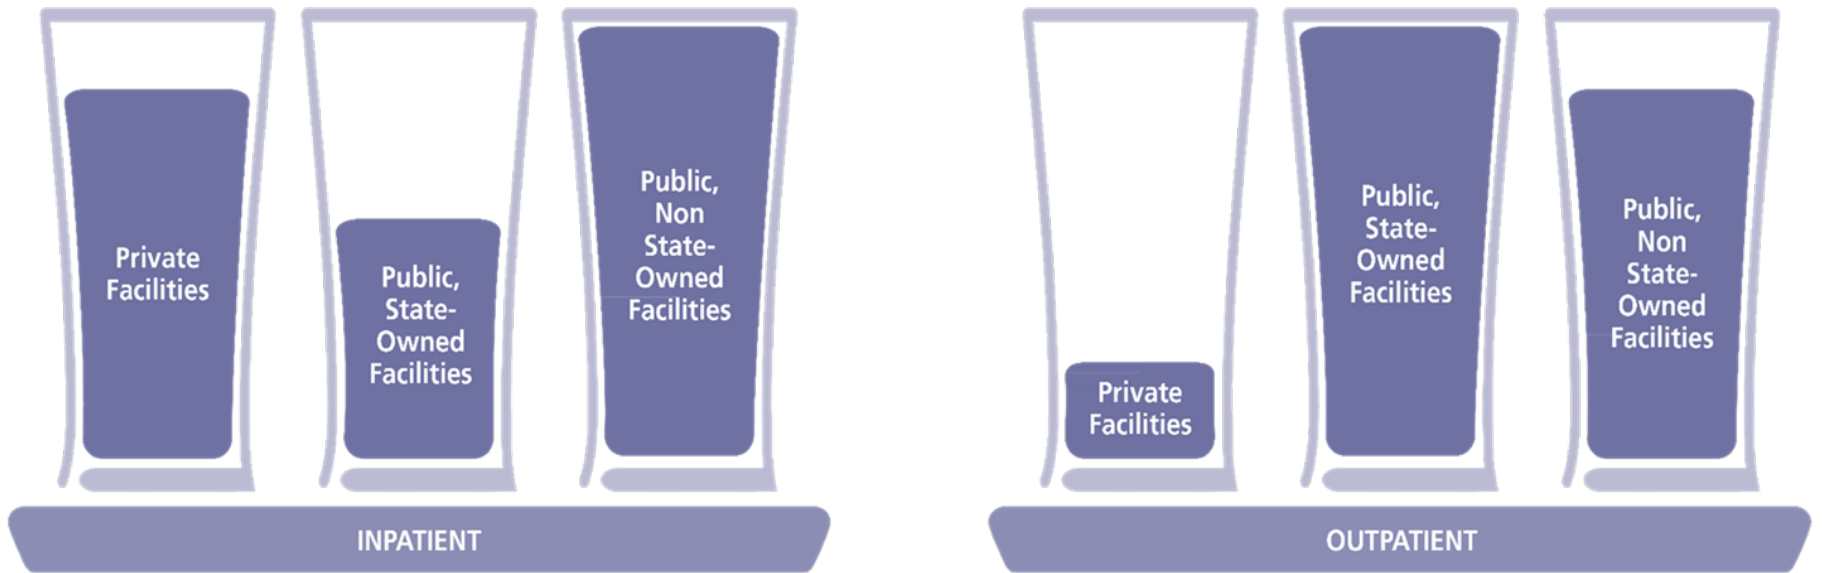 Private
Facilities
Public,
State-
Owned
Facilities
Public,
Non
State-
Owned
Facilities
INPATIENT
Private
Facilities
Public,
State-
Owned
Facilities
Public,
Non
State-
Owned
Facilities
OUTPATIENT